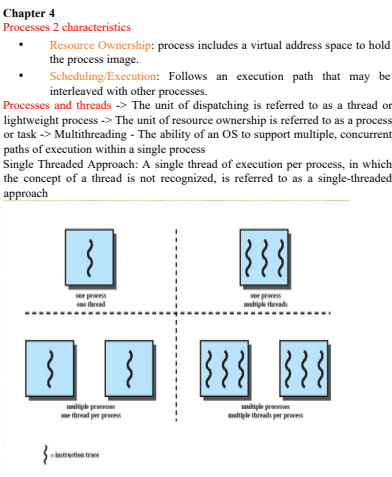 Chapter 4
Processes 2 characteristics
• Resource Ownership: process includes a virtual address space to hold
the process image.
• Scheduling/Execution: Follows an execution path that may be
interleaved with other processes.
Processes and threads -> The unit of dispatching is referred to as a thread or
lightweight process -> The unit of resource ownership is referred to as a process
or task -> Multithreading - The ability of an OS to support multiple, concurrent
paths of execution within a single process
Single Threaded Approach: A single thread of execution per process, in which
the concept of a thread is not recognized, is referred to as a single-threaded
approach
one process
one thread
one process
multiple threads
multiple processes
one thread per process
multiple processes
multiple threads per process
= instruction trace